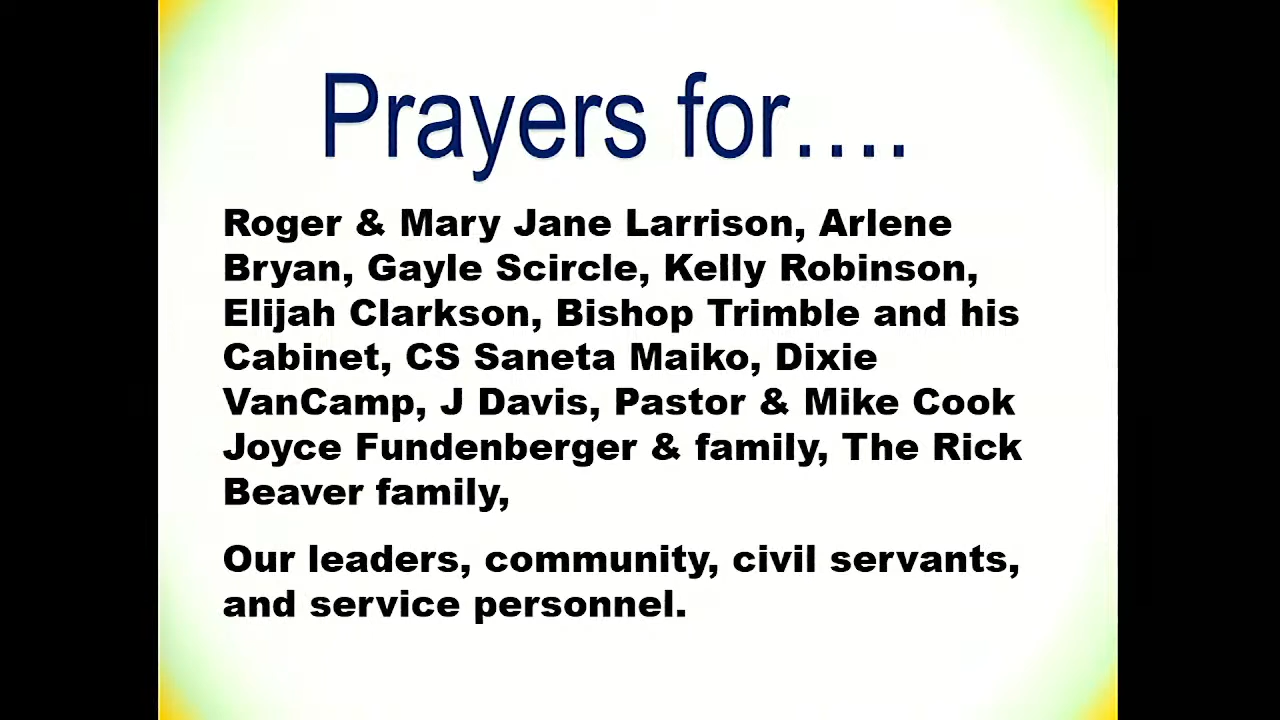 Prayers for....
Roger & Mary Jane Larrison, Arlene
Bryan, Gayle Scircle, Kelly Robinson,
Elijah Clarkson, Bishop Trimble and his
Cabinet, CS Saneta Maiko, Dixie
VanCamp, J Davis, Pastor & Mike Cook
Joyce Fundenberger & family, The Rick
Beaver family,
Our leaders, community, civil servants,
and service personnel.